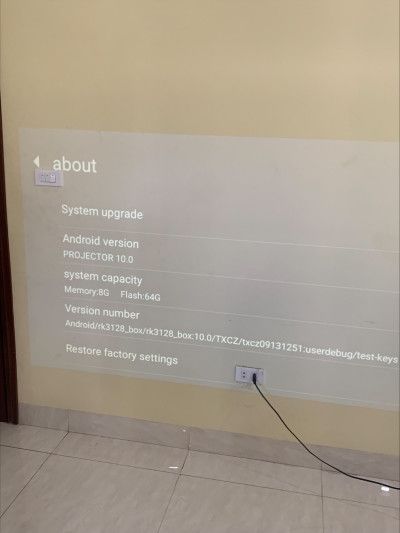 about
System upgrade
Android version
PROJECTOR 10.0
system capacity
Memory:8G Flash:64G
Version number
Android/rk3128_box/rk3128_box:10.0/TXCZ/txcz09131251:userdebug/test-keys
Restore factory settings